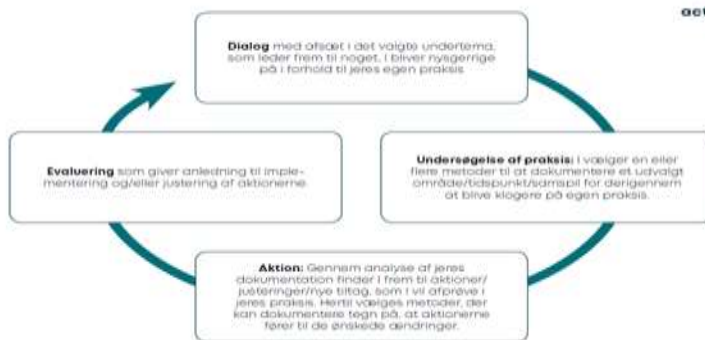 act
Dialog med afsæt i det valgte undertema,
som leder frem til noget, I bliver nysgerrige
på i forhold til jeres egen praksis
Undersøgelse af praksis: I vælger en eller
flere metoder til at dokumentere et udvalgt
område/tidspunkt/samspil for derigennem
at blive klogere på egen praksis.
Aktion: Gennem analyse af jeres
dokumentation finder I frem til aktioner/
justeringer/nye tiltag, som I vil afprøve i
jeres praksis. Hertil vælges metoder, der
kan dokumentere tegn på, at aktionerne
fører til de ønskede ændringer.
Evaluering som giver anledning til imple-
mentering og/eller justering af aktionerne.